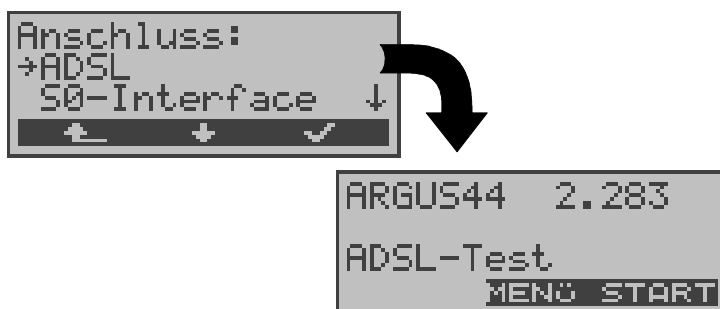 Anschluss:
→ADSL
S0-Interface ↓
ARGUS44 2.283
ADSL-Test
MENÜ START